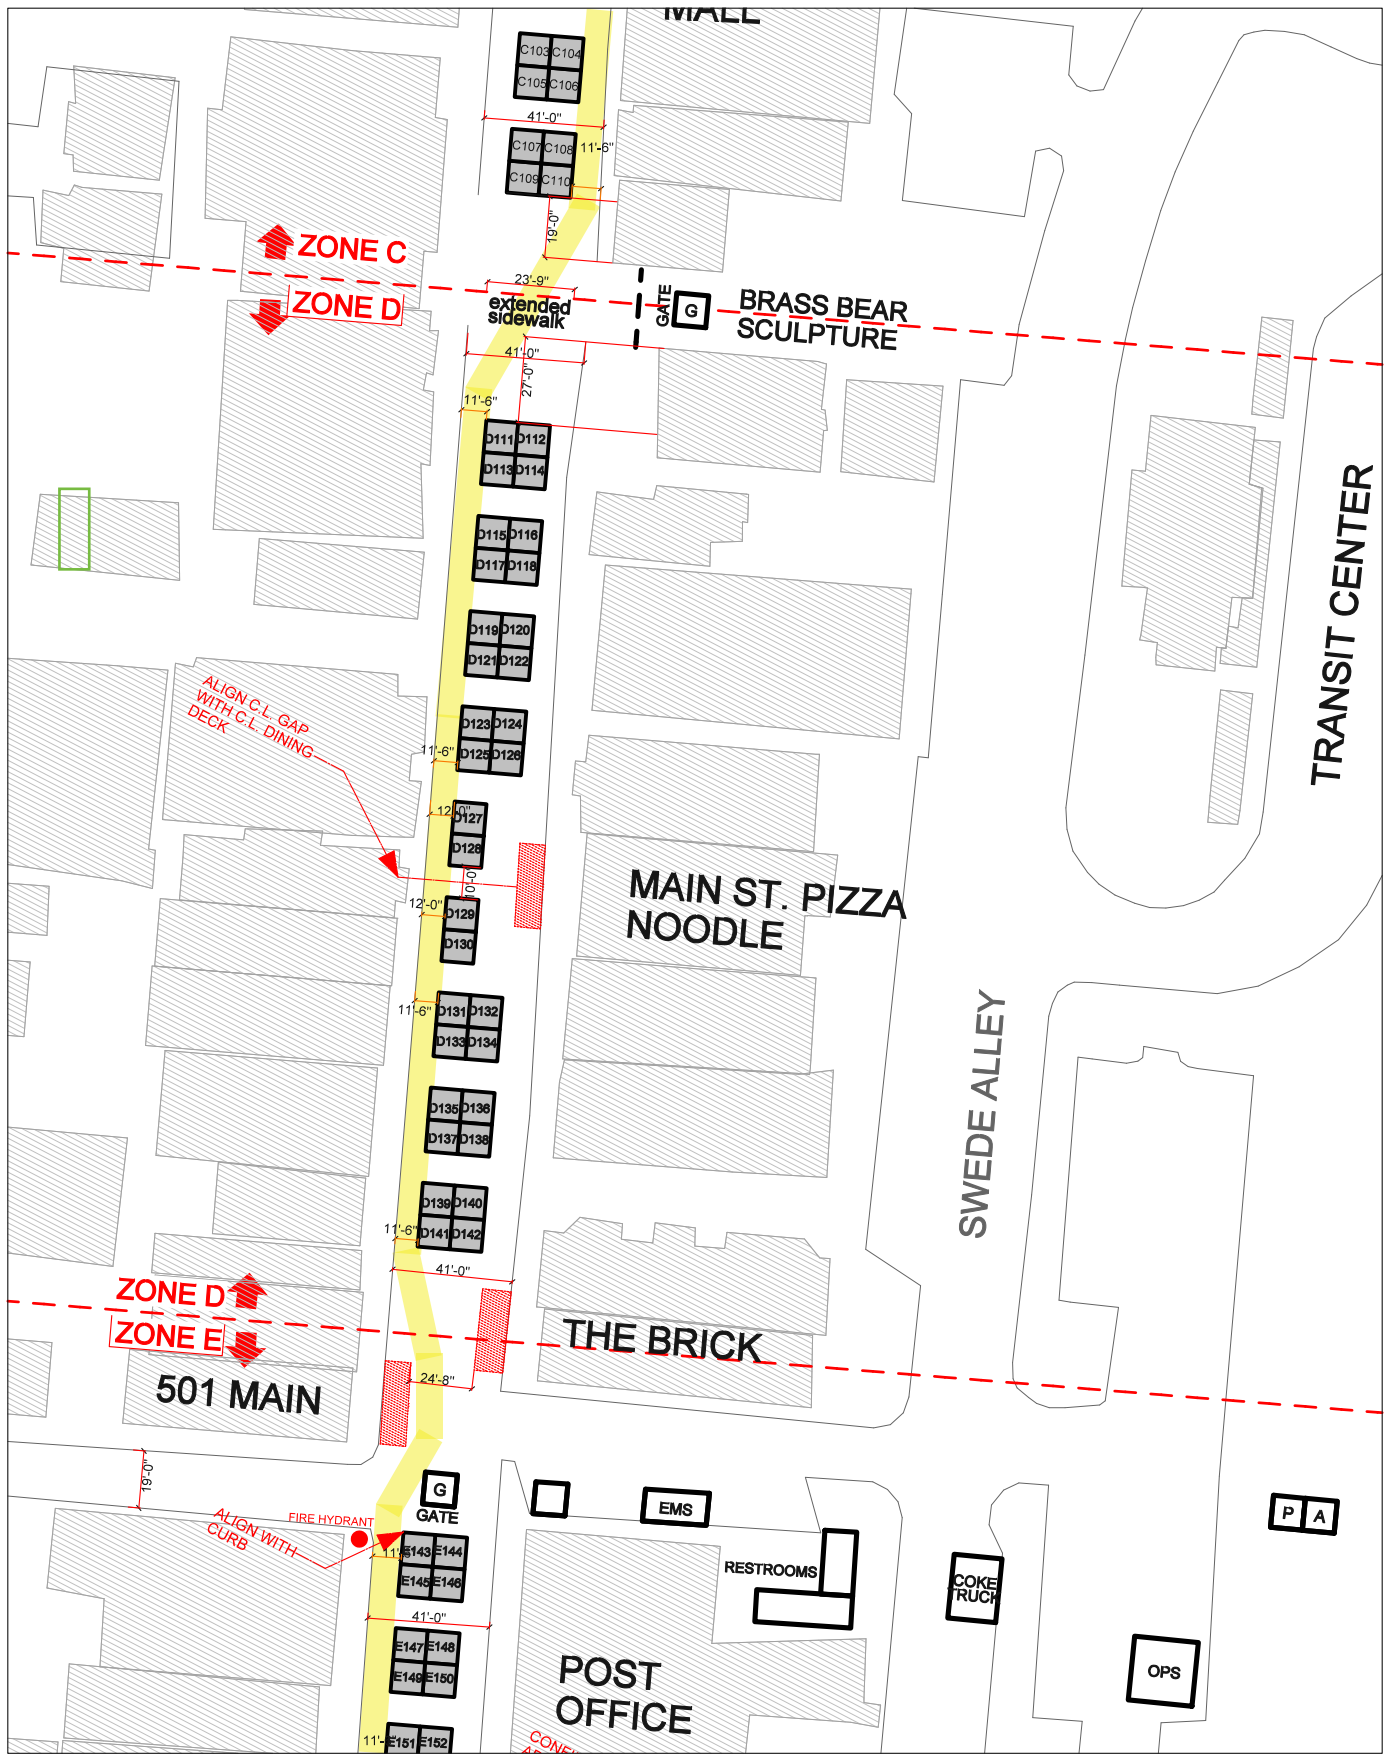 MALL
C103 C104
C105 C106
41'-0"
C107 C108
11'-6"
C109 C110
19'-0"
ZONE C
ZONE D
23'-9"
extended
sidewalk
GATE
G
BRASS BEAR
SCULPTURE
41'-0"
27'-0"
11'-6"
D111 D112
D113 D114
D115 D116
D117 D118
D119 D120
D121 D122
TRANSIT CENTER
ALIGN C.L. GAP
WITH C.L. DINING
DECK
D123 D124
11'-6"
D125 D126
12'-0"
D127
D128
10'-0"
12'-0"
D129
D130
MAIN ST. PIZZA
NOODLE
11'-6"
D131 D132
D133 D134
SWEDE ALLEY
D135 D136
D137 D138
D139 D140
11'-6"
D141 D142
41'-0"
ZONE D
ZONE E
THE BRICK
24'-8"
501 MAIN
19'-0"
G
GATE
EMS
P A
FIRE HYDRANT
ALIGN WITH
CURB
E143 E144
E145 E146
RESTROOMS
COKE
TRUCK
41'-0"
E147 E148
E149 E150
OPS
POST
OFFICE
E151 E152